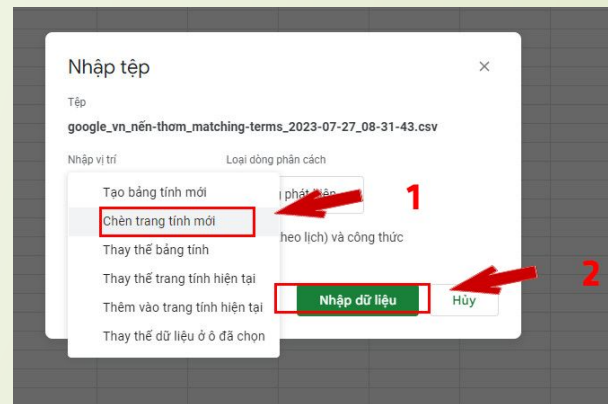 Nhập tệp
Tệp
google_vn_nến-thơm_matching-terms_2023-07-27_08-31-43.csv
Nhập vị trí Loại dòng phân cách
Tạo bảng tính mới
phát hiện
1
Chèn trang tính mới
theo lịch) và công thức
Thay thế bảng tính
Thay thế trang tính hiện tại
2
Thêm vào trang tính hiện tại
Nhập dữ liệu Hủy
Thay thế dữ liệu ở ô đã chọn